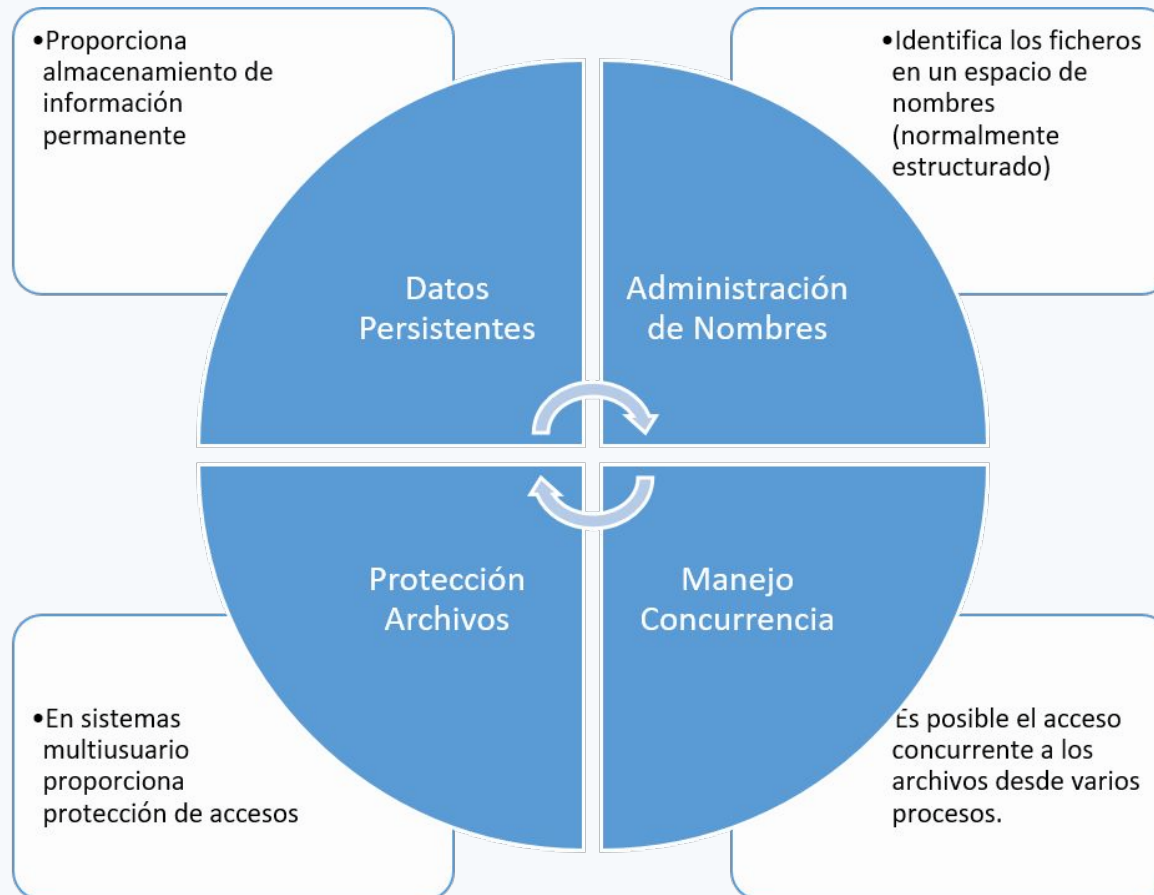 •Proporciona
almacenamiento de
información
permanente
•Identifica los ficheros
en un espacio de
nombres
(normalmente
estructurado)
Datos
Persistentes
Administración
de Nombres
Protección
Archivos
Manejo
Concurrencia
•En sistemas
multiusuario
proporciona
protección de accesos
Es posible el acceso
concurrente a los
archivos desde varios
procesos.